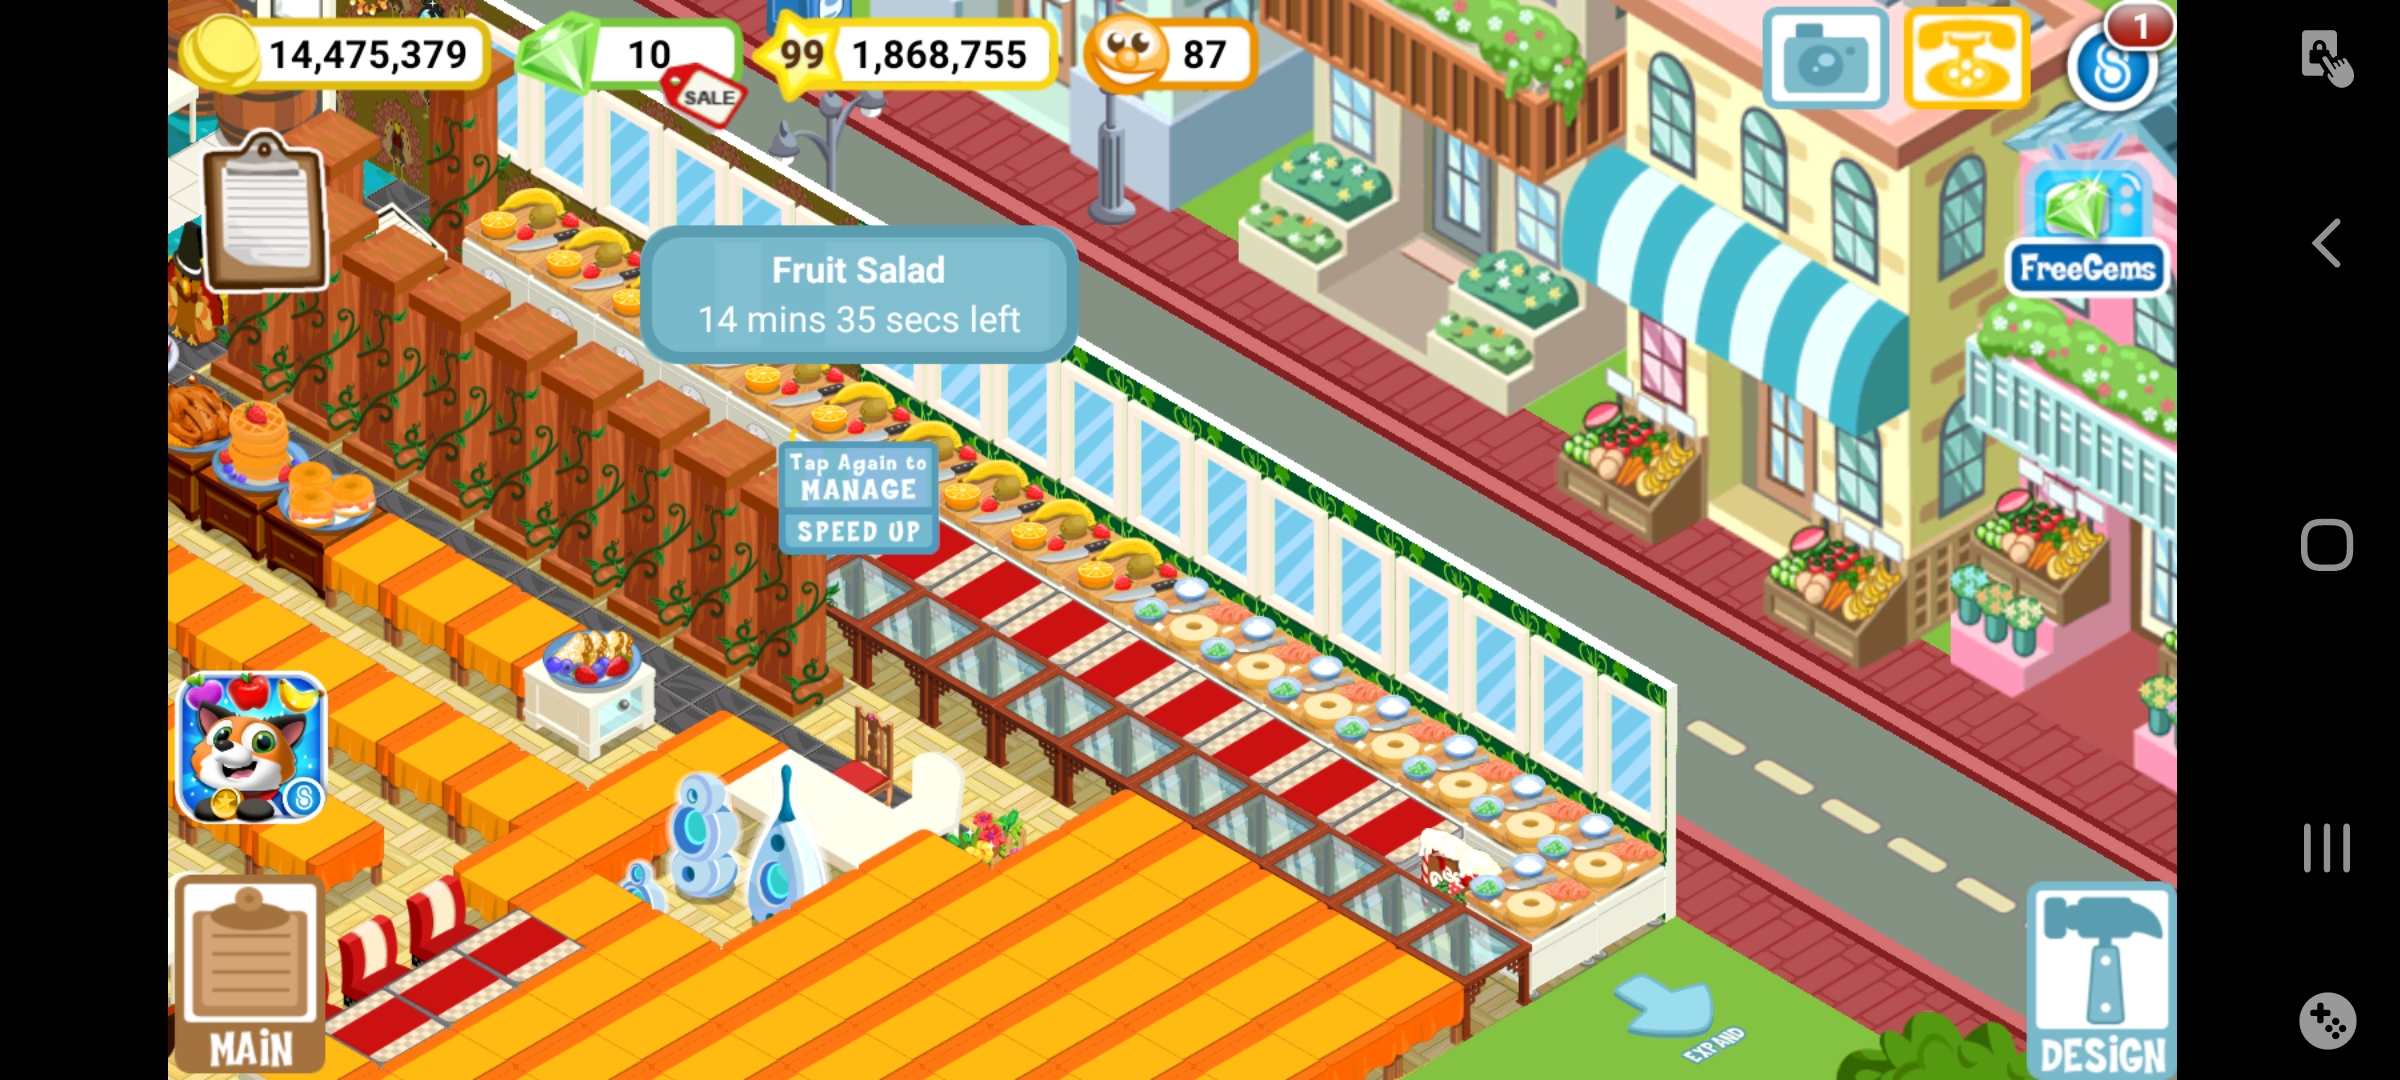 14,475,379
10
SALE
99
1,868,755
87
1
FreeGems
Fruit Salad
14 mins 35 secs left
Tap Again to
MANAGE
SPEED UP
MAiN
EXPAND
DESiGN